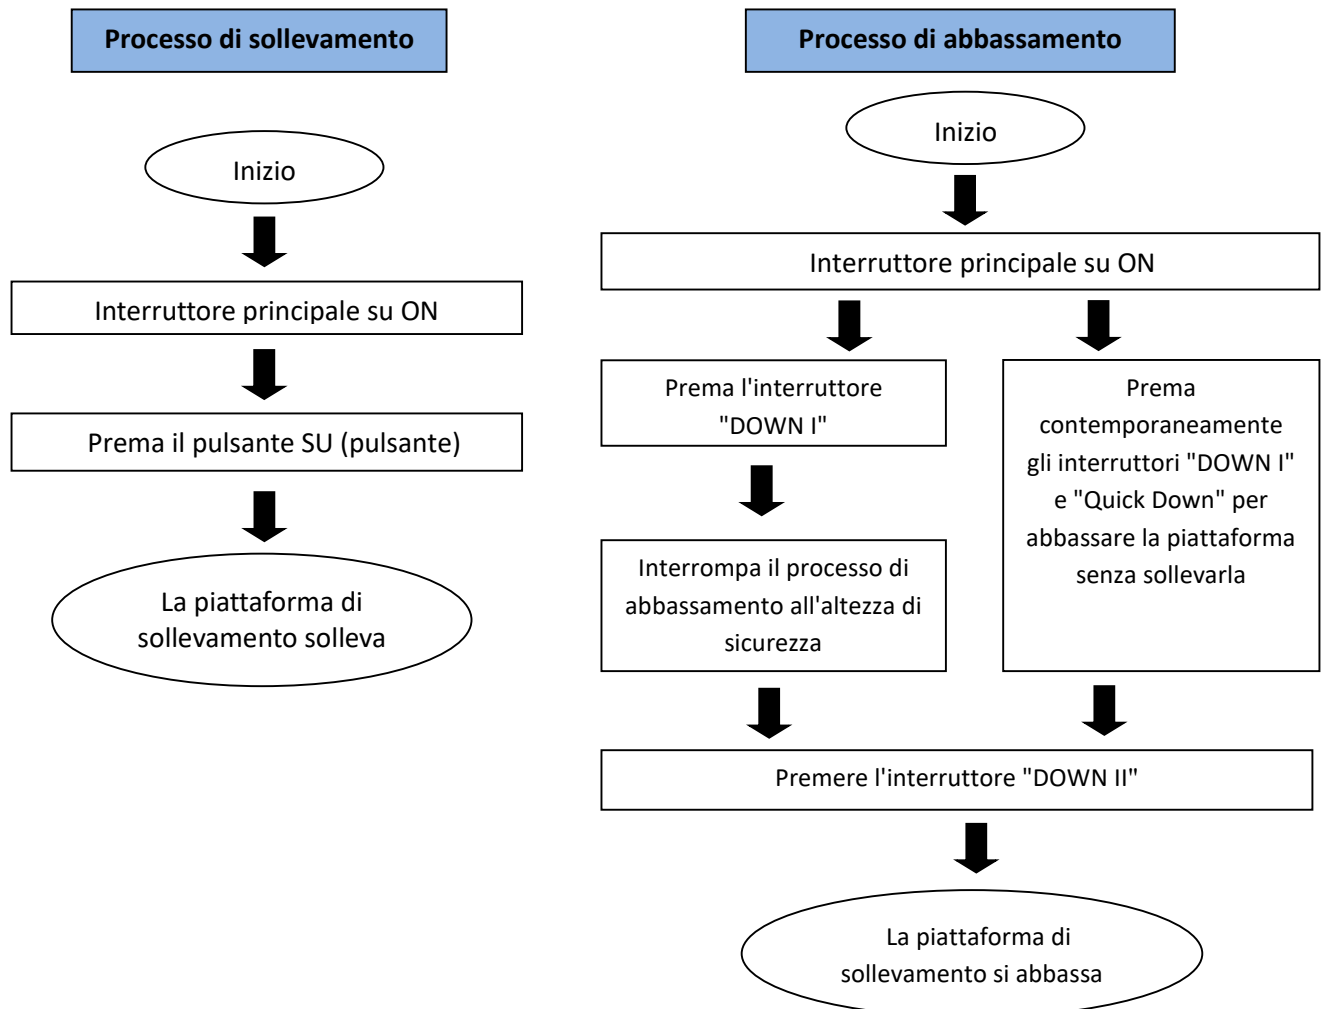 Processo di sollevamento
Inizio
Interruttore principale su ON
Prema il pulsante SU (pulsante)
La piattaforma di
sollevamento solleva
Processo di abbassamento
Inizio
Interruttore principale su ON
Prema l'interruttore
"DOWN I"
Interrompa il processo di
abbassamento all'altezza di
sicurezza
Prema
contemporaneamente
gli interruttori "DOWN I"
e "Quick Down" per
abbassare la piattaforma
senza sollevarla
Premere l'interruttore "DOWN II"
La piattaforma di
sollevamento si abbassa